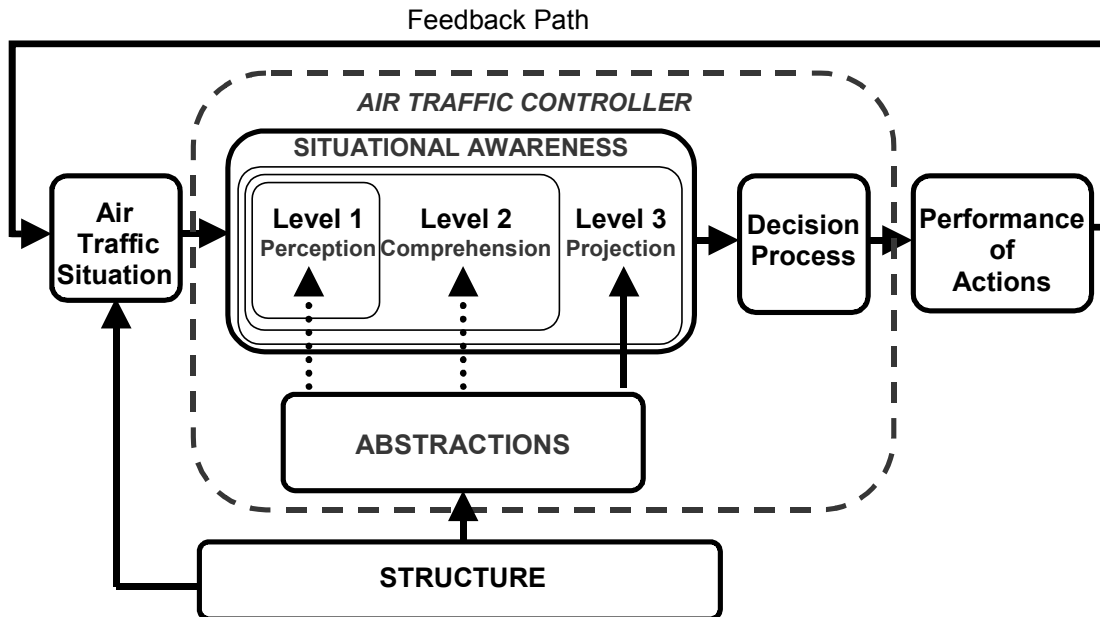 Feedback Path
AIR TRAFFIC CONTROLLER
SITUATIONAL AWARENESS
Air
Traffic
Situation
Level 1
Perception
Level 2
Comprehension
Level 3
Projection
Decision
Process
Performance
of
Actions
ABSTRACTIONS
STRUCTURE